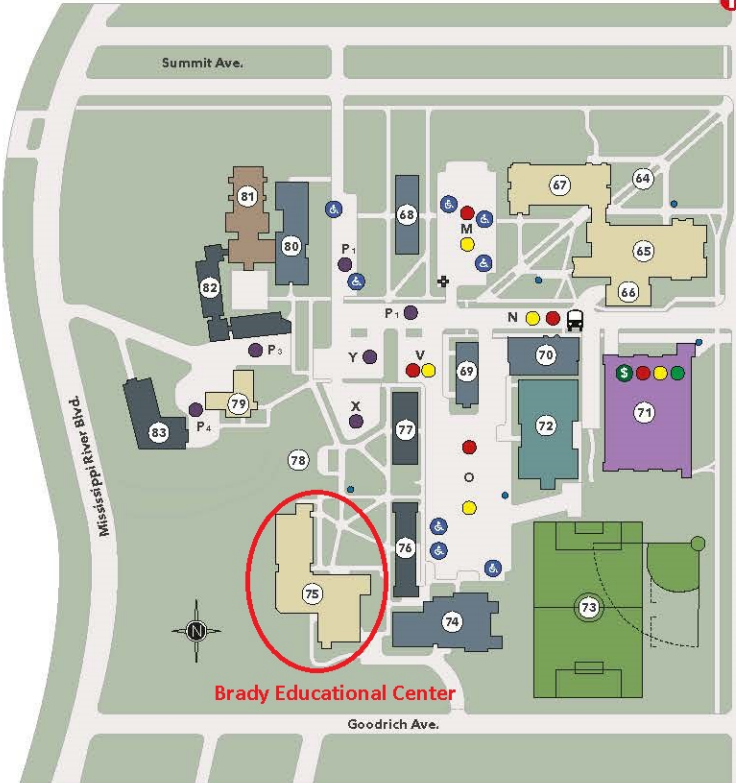 Summit Ave.
81
80
82
68
67
64
65
66
M
P1
P1
N
P3
Y
V
69
70
$
71
79
P4
83
X
77
72
78
O
76
75
74
73
N
Mississippi River Blvd.
Brady Educational Center
Goodrich Ave.